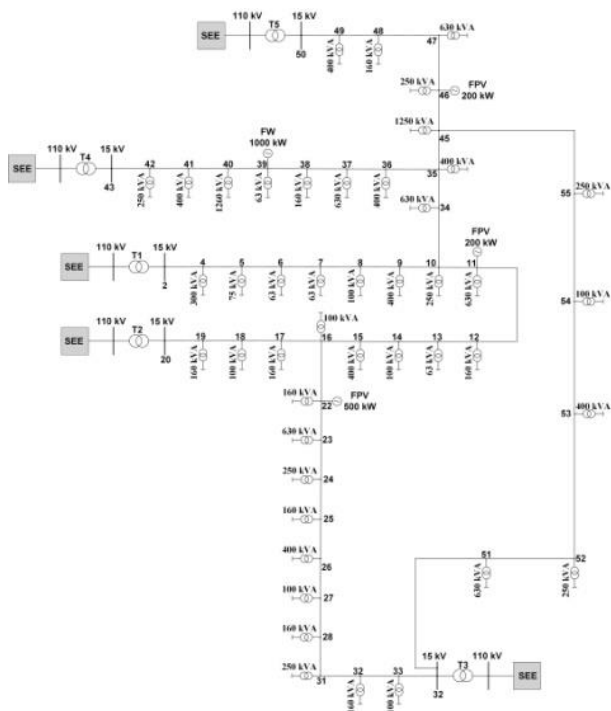 110 kV 15 kV 49 48 630 kVA
SEE T5 47
50
400 kVA 160 kVA
250 kVA FPV
46 200 kW
1250 kVA
45
FW
1000 kW
110 kV 15 kV 42 41 40 39 38 37 36 400 kVA
SEE T4 35
43
250 kVA 400 kVA 1260 kVA 63 kVA 160 kVA 630 kVA 400 kVA
250 kVA
55
630 kVA
34
FPV
200 kW
110 kV 15 kV 4 5 6 7 8 9 10 11
SEE T1
2
300 kVA 75 kVA 63 kVA 63 kVA 100 kVA 400 kVA 250 kVA 630 kVA
100 kVA
54
100 kVA
110 kV 15 kV 19 18 17 16 15 14 13 12
SEE T2
20
160 kVA 100 kVA 160 kVA 400 kVA 100 kVA 63 kVA 160 kVA
160 kVA FPV
22 500 kW
400 kVA
53
630 kVA
23
250 kVA
24
160 kVA
25
400 kVA
26
51 52
630 kVA 250 kVA
100 kVA
27
160 kVA
28
250 kVA
31
32 33 15 kV 110 kV
T3 SEE
32
160 kVA